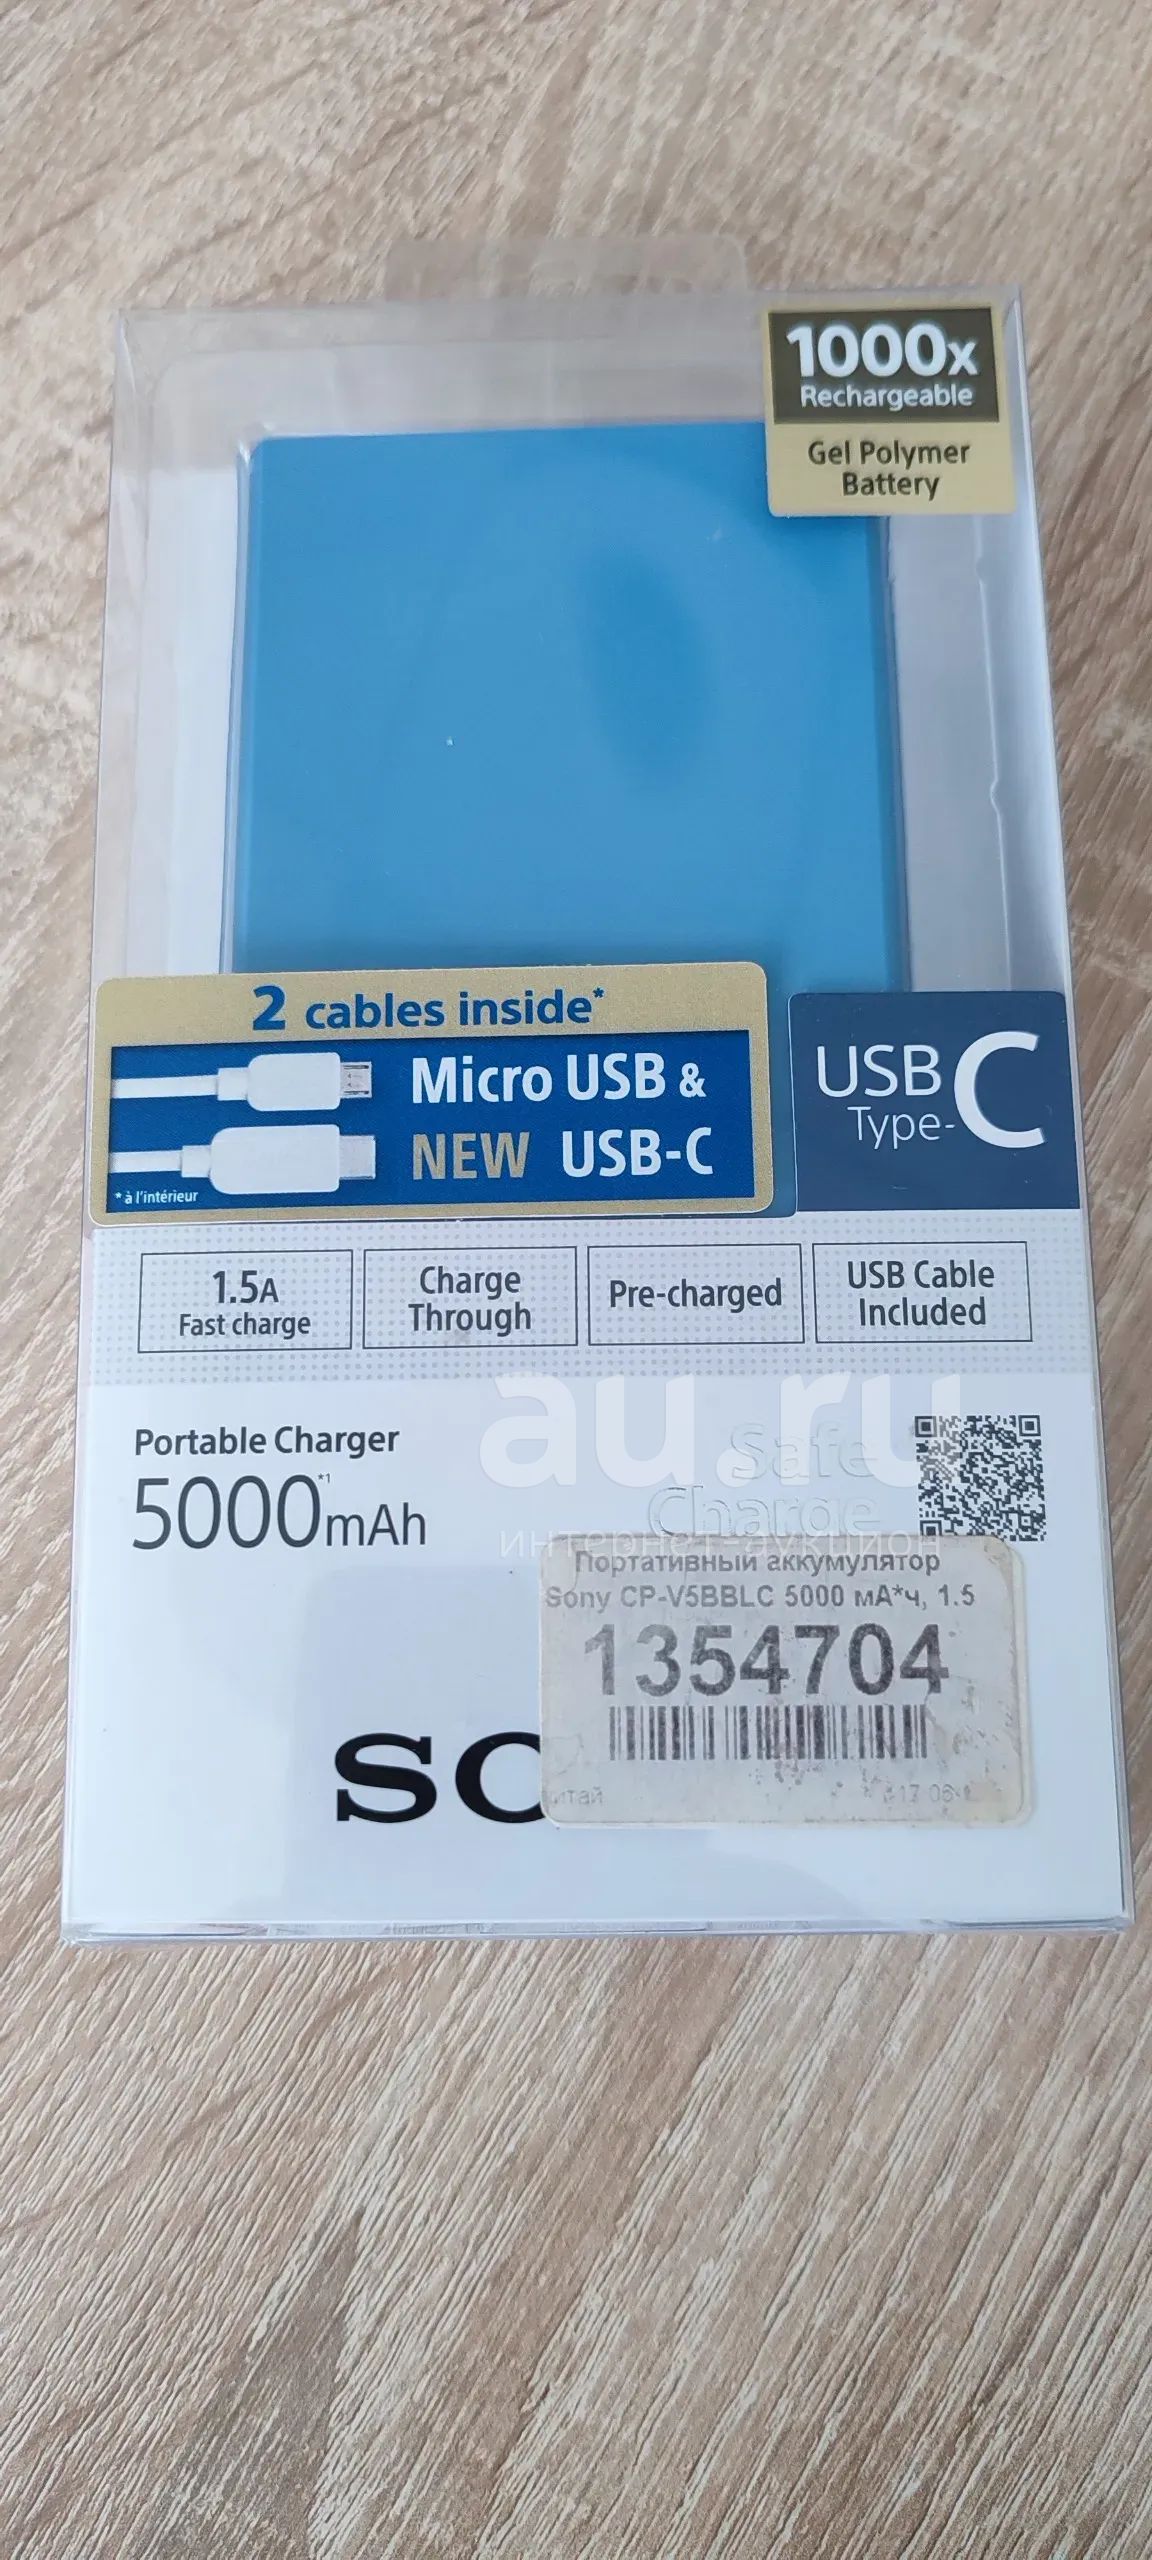 1000x
Rechargeable
Gel Polymer
Battery
2 cables inside*
Micro USB &
NEW USB-C
* à l'intérieur
USB
Type-C
1.5A
Fast charge
Charge
Through
Pre-charged
USB Cable
Included
au.ru
интернет-аукцион
Portable Charger
5000*1mAh
Safe
Charge
Портативный аккумулятор
Sony CP-V5BBLC 5000 мА*ч, 1.5
1354704